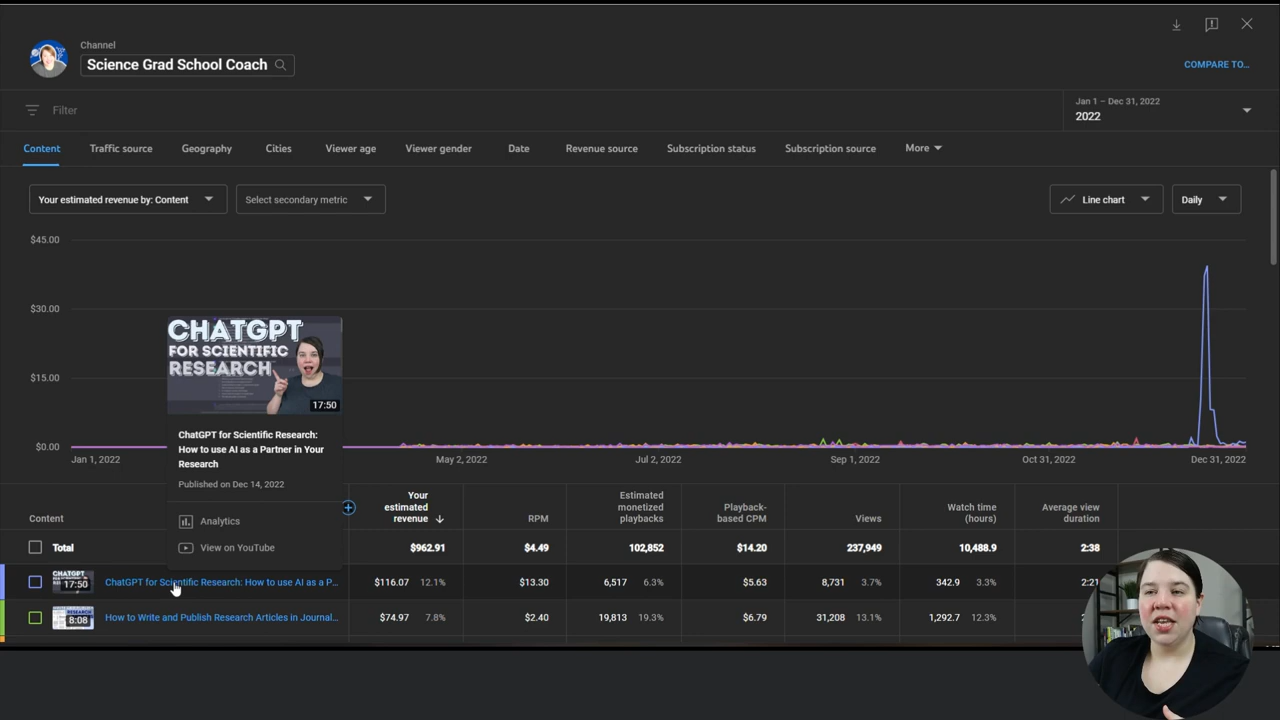 Channel
Science Grad School Coach
COMPARE TO...
Filter
Jan 1 – Dec 31, 2022
2022
Content Traffic source Geography Cities Viewer age Viewer gender Date Revenue source Subscription status Subscription source More
Your estimated revenue by: Content Select secondary metric Line chart Daily
$45.00
$30.00
$15.00
$0.00
Jan 1, 2022 May 2, 2022 Jul 2, 2022 Sep 1, 2022 Oct 31, 2022 Dec 31, 2022
CHATGPT
FOR SCIENTIFIC
RESEARCH
17:50
ChatGPT for Scientific Research:
How to use AI as a Partner in Your
Research
Published on Dec 14, 2022
Analytics
View on YouTube
Content
Your
estimated
revenue
RPM
Estimated
monetized
playbacks
Playback-
based CPM
Views
Watch time
(hours)
Average view
duration
Total $962.91 $4.49 102,852 $14.20 237,949 10,488.9 2:38
CHATGPT
17:50
ChatGPT for Scientific Research: How to use AI as a P... $116.07 12.1% $13.30 6,517 6.3% $5.63 8,731 3.7% 342.9 3.3% 2:21
RESEARCH
8:08
How to Write and Publish Research Articles in Journal... $74.97 7.8% $2.40 19,813 19.3% $6.79 31,208 13.1% 1,292.7 12.3%